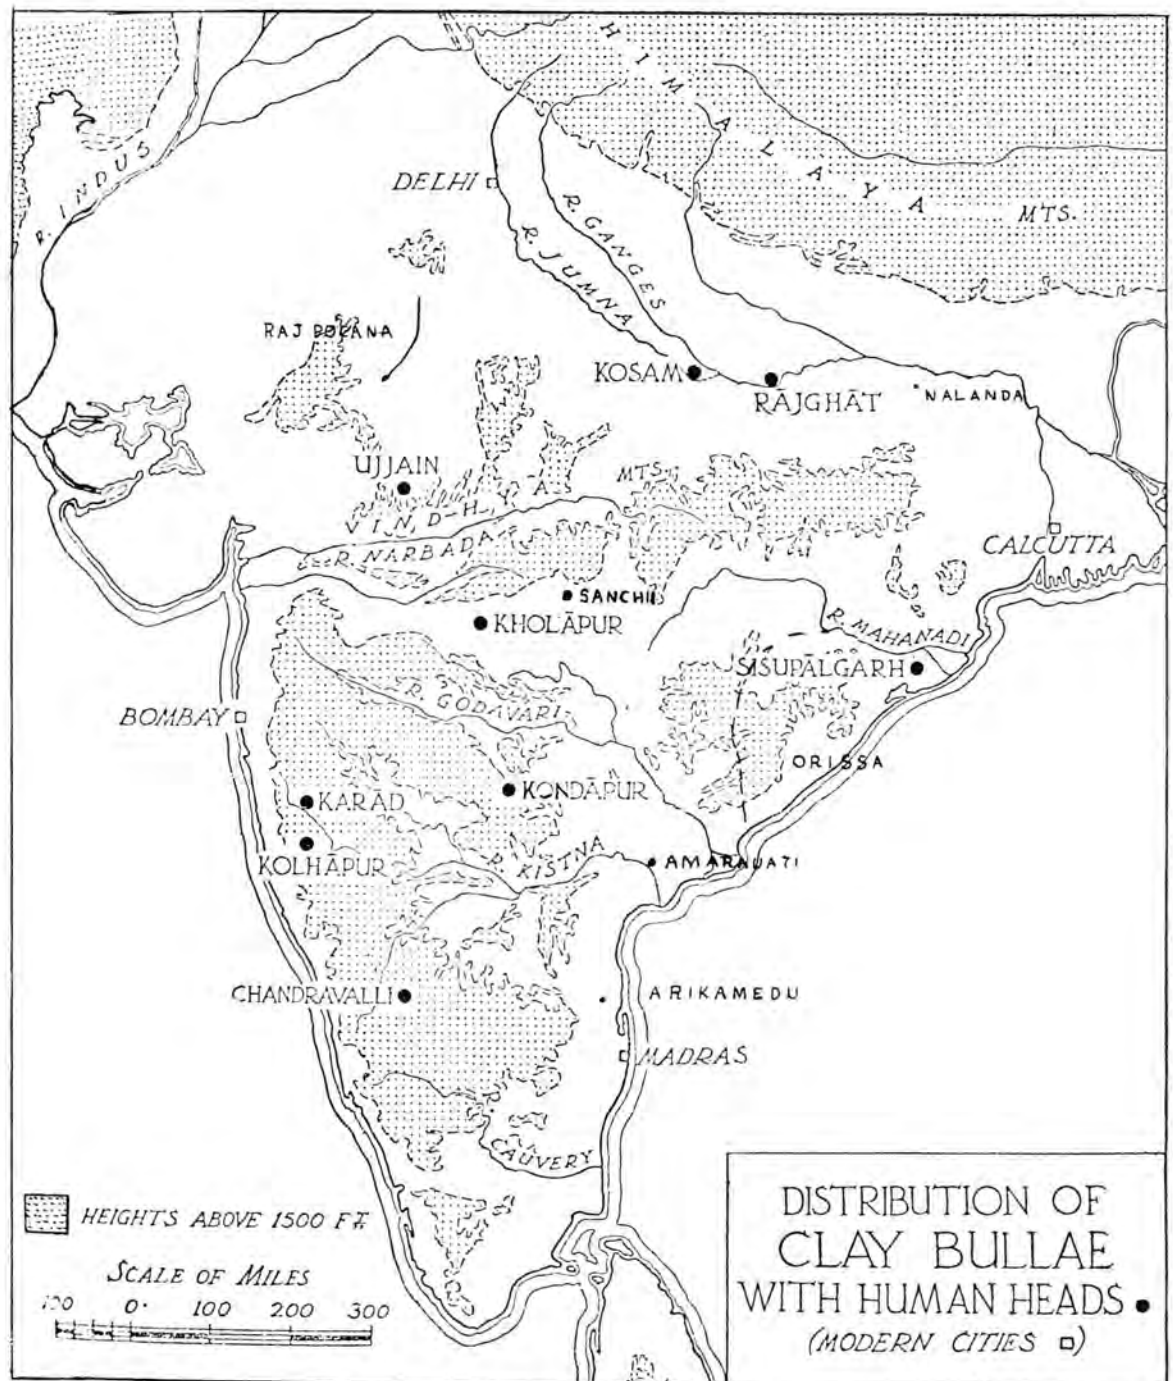 HIMALAYA
MTS.
R. INDUS
DELHI
R. GANGES
R. JUMNA
KOSAM
RĀJGHĀT
NALANDA
UJJAIN
VINDHYA
MTS.
R. NARBADA
CALCUTTA
SANCHI
KHOLĀPUR
R. MAHANADI
SISUPĀLGARH
R. GODAVARI
BOMBAY
ORISSA
KARĀD
KONDĀPUR
KOLHĀPUR
R. KISTNA
AMARAVATI
CHANDRAVALLI
ARIKAMEDU
MADRAS
CAUVERY
HEIGHTS ABOVE 1500 FT.
SCALE OF MILES
100 0 100 200 300
DISTRIBUTION OF
CLAY BULLAE
WITH HUMAN HEADS ●
(MODERN CITIES □)